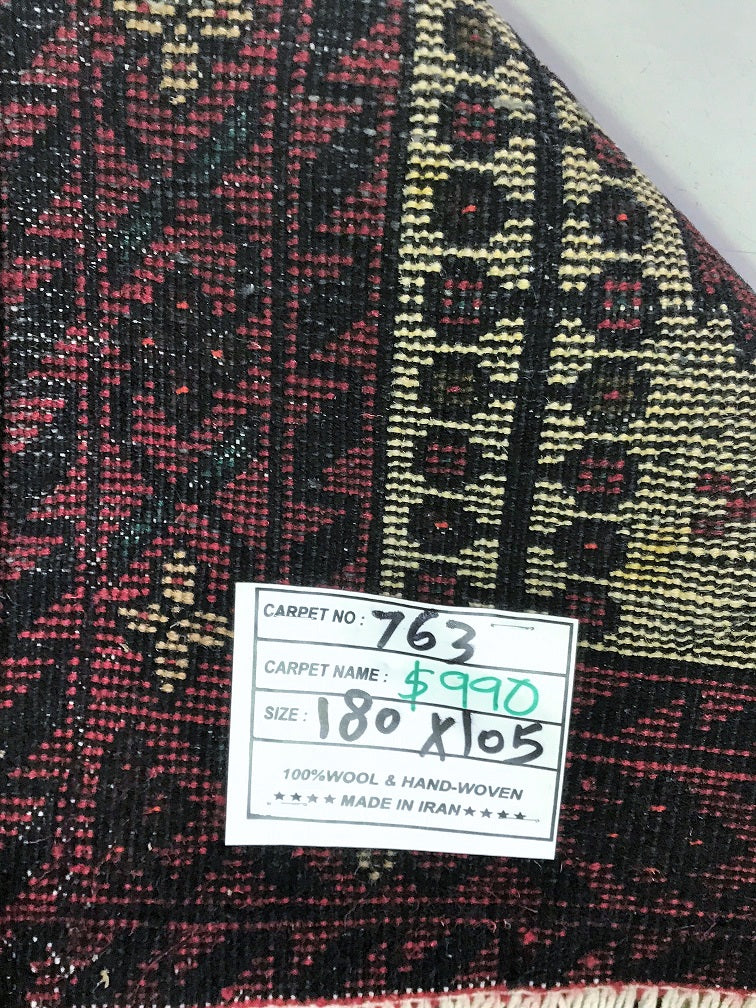 CARPET NO : 763
CARPET NAME : $990
SIZE : 180 X105
100%WOOL & HAND-WOVEN
★★★★ MADE IN IRAN ★★★★